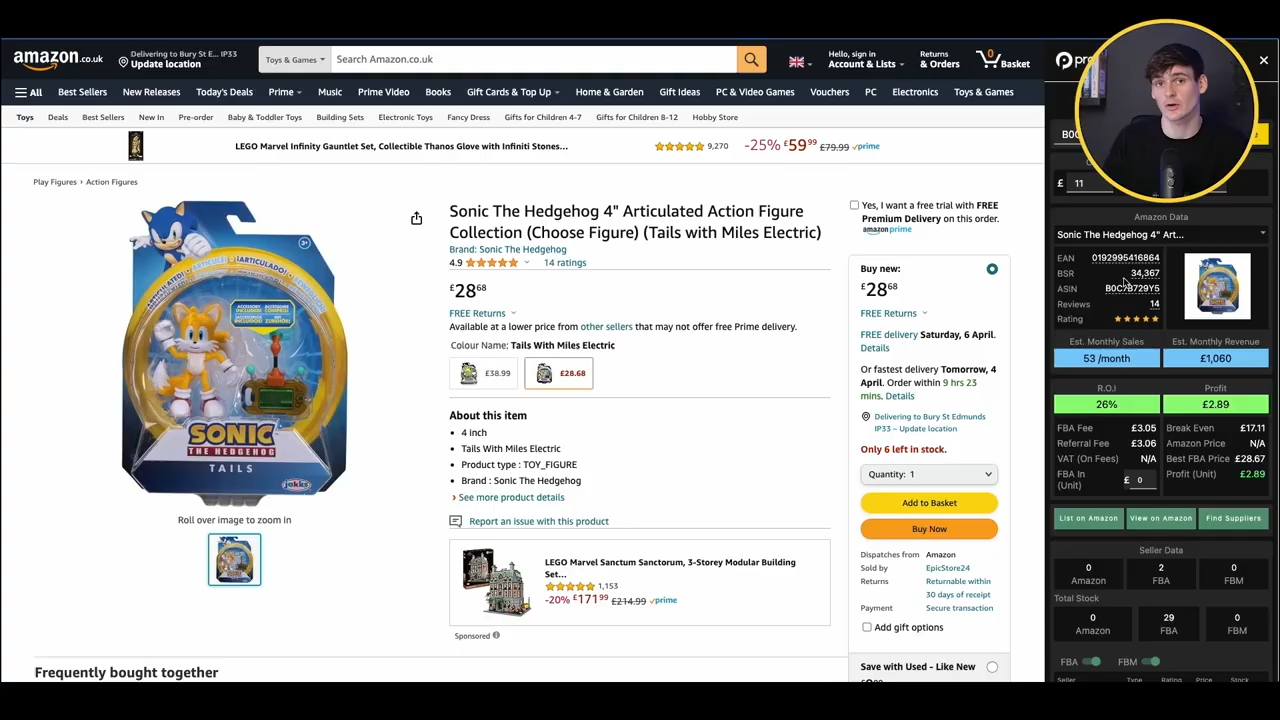 amazon.co.uk
Delivering to Bury St E... IP33
Update location
Toys & Games
Search Amazon.co.uk
Hello, sign in
Account & Lists
Returns
& Orders
0
Basket
All
Best Sellers
New Releases
Today's Deals
Prime
Music
Prime Video
Books
Gift Cards & Top Up
Home & Garden
Gift Ideas
PC & Video Games
Vouchers
PC
Electronics
Toys & Games
Toys
Deals
Best Sellers
New In
Pre-order
Baby & Toddler Toys
Building Sets
Electronic Toys
Fancy Dress
Gifts for Children 4-7
Gifts for Children 8-12
Hobby Store
LEGO Marvel Infinity Gauntlet Set, Collectible Thanos Glove with Infiniti Stones...
9,270
-25% £59.99 £79.99 prime
Play Figures › Action Figures
3+
SONIC
THE HEDGEHOG
TAILS
jakks
Roll over image to zoom in
Sonic The Hedgehog 4" Articulated Action Figure
Collection (Choose Figure) (Tails with Miles Electric)
Brand: Sonic The Hedgehog
4.9
14 ratings
£28.68
FREE Returns
Available at a lower price from other sellers that may not offer free Prime delivery.
Colour Name: Tails With Miles Electric
£38.99
£28.68
About this item
• 4 inch
• Tails With Miles Electric
• Product type : TOY_FIGURE
• Brand : Sonic The Hedgehog
› See more product details
Report an issue with this product
LEGO Marvel Sanctum Sanctorum, 3-Storey Modular Building
Set...
1,153
-20% £171.99 £214.99 prime
Sponsored
Frequently bought together
Yes, I want a free trial with FREE
Premium Delivery on this order.
amazon prime
Buy new:
£28.68
FREE Returns
FREE delivery Saturday, 6 April.
Details
Or fastest delivery Tomorrow, 4
April. Order within 9 hrs 23
mins. Details
Delivering to Bury St Edmunds
IP33 – Update location
Only 6 left in stock.
Quantity: 1
Add to Basket
Buy Now
Dispatches from Amazon
Sold by EpicStore24
Returns Returnable within
30 days of receipt
Payment Secure transaction
Add gift options
Save with Used - Like New
£ 11
Amazon Data
Sonic The Hedgehog 4" Art...
EAN 0192995416864
BSR 34,367
ASIN
Reviews 14
Rating
Est. Monthly Sales
53 /month
Est. Monthly Revenue
£1,060
R.O.I
26%
Profit
£2.89
FBA Fee £3.05
Referral Fee £3.06
VAT (On Fees) N/A
FBA In
(Unit) £ 0
Break Even £17.11
Amazon Price N/A
Best FBA Price £28.67
Profit (Unit) £2.89
List on Amazon
View on Amazon
Find Suppliers
Seller Data
0
Amazon
2
FBA
0
FBM
Total Stock
0
Amazon
29
FBA
0
FBM
FBA
FBM
Seller
Type
Rating
Price
Stock